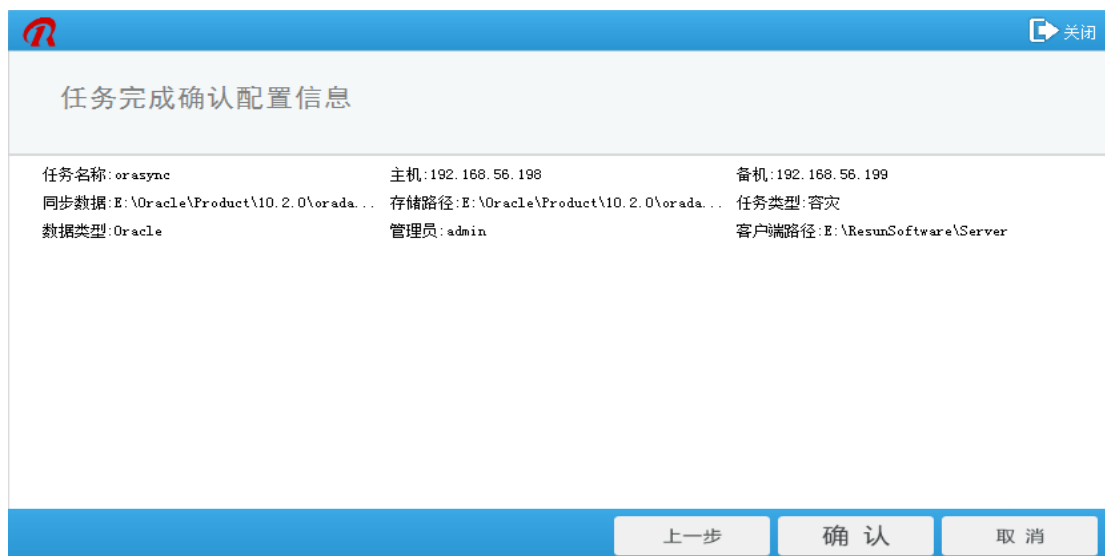 关闭
任务完成确认配置信息
任务名称:orasync 主机:192.168.56.198 备机:192.168.56.199
同步数据:E:\Oracle\Product\10.2.0\orada... 存储路径:E:\Oracle\Product\10.2.0\orada... 任务类型:容灾
数据类型:Oracle 管理员:admin 客户端路径:E:\ResunSoftware\Server
上一步 确 认 取 消